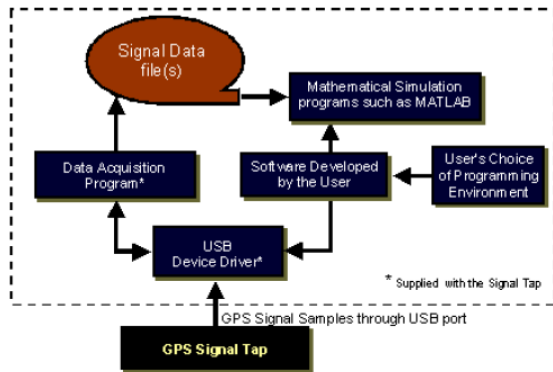 Signal Data
file(s)
Mathematical Simulation
programs such as MATLAB
Data Acquisition
Program*
Software Developed
by the User
User's Choice
of Programming
Environment
USB
Device Driver*
* Supplied with the Signal Tap
GPS Signal Samples through USB port
GPS Signal Tap